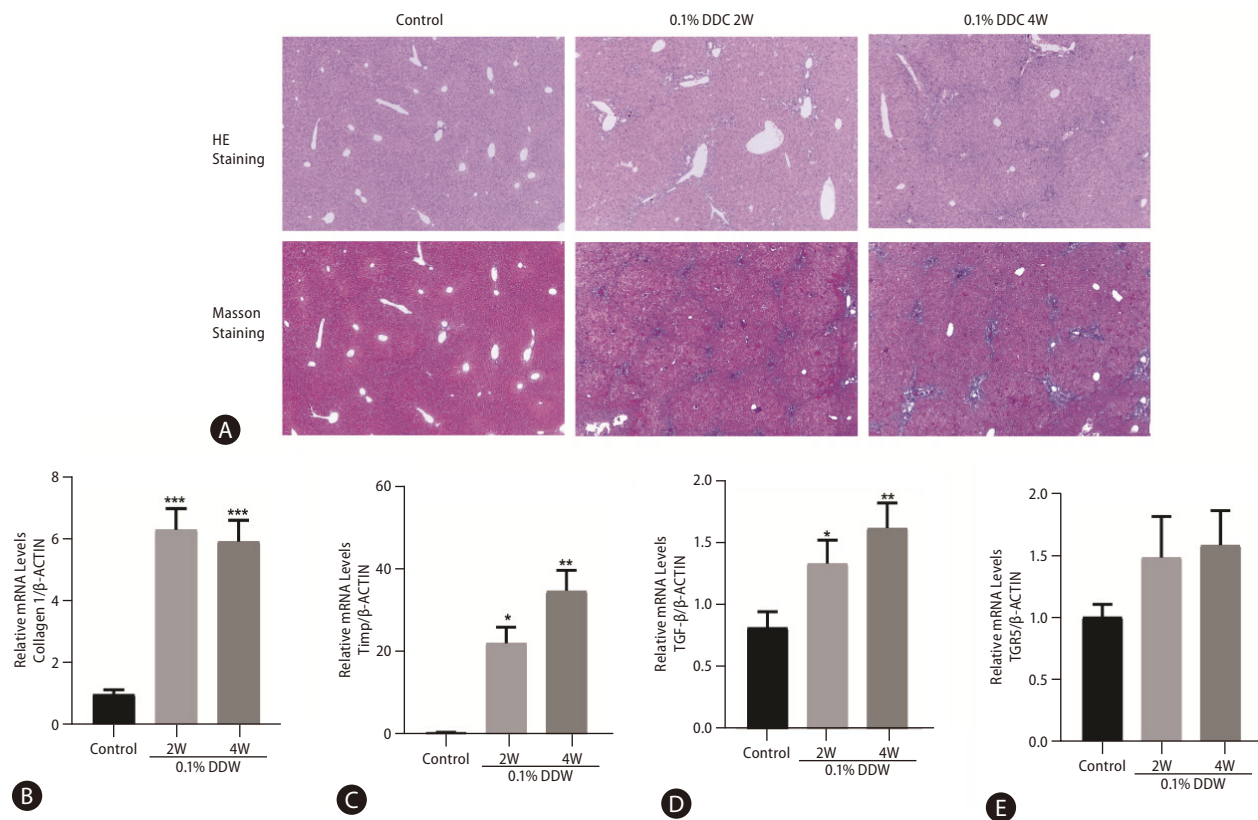 Control
0.1% DDC 2W
0.1% DDC 4W
HE
Staining
Masson
Staining
A
Relative mRNA Levels
Collagen 1/β-ACTIN
8
6
4
2
0
***
***
Control
2W
4W
0.1% DDW
B
Relative mRNA Levels
Timp/β-ACTIN
60
40
20
0
*
**
Control
2W
4W
0.1% DDW
C
Relative mRNA Levels
TGF-β/β-ACTIN
2.0
1.5
1.0
0.5
0.0
*
**
Control
2W
4W
0.1% DDW
D
Relative mRNA Levels
TGR5/β-ACTIN
2.0
1.5
1.0
0.5
0.0
Control
2W
4W
0.1% DDW
E